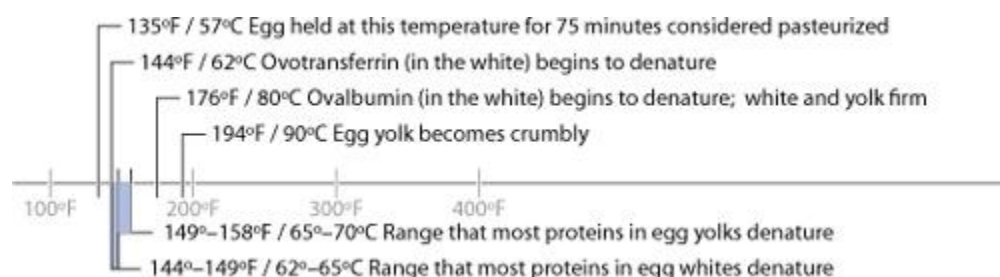 135ºF / 57ºC Egg held at this temperature for 75 minutes considered pasteurized
144ºF / 62ºC Ovotransferrin (in the white) begins to denature
176ºF / 80ºC Ovalbumin (in the white) begins to denature; white and yolk firm
194ºF / 90ºC Egg yolk becomes crumbly
100ºF 200ºF 300ºF 400ºF
149º–158ºF / 65º–70ºC Range that most proteins in egg yolks denature
144º–149ºF / 62º–65ºC Range that most proteins in egg whites denature